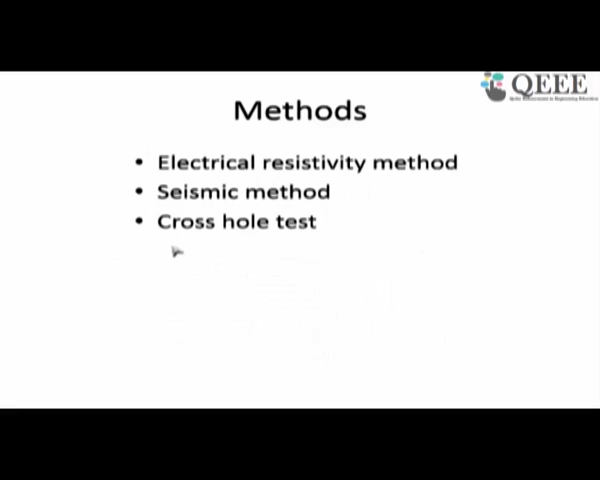 QEEE
Methods
• Electrical resistivity method
• Seismic method
• Cross hole test